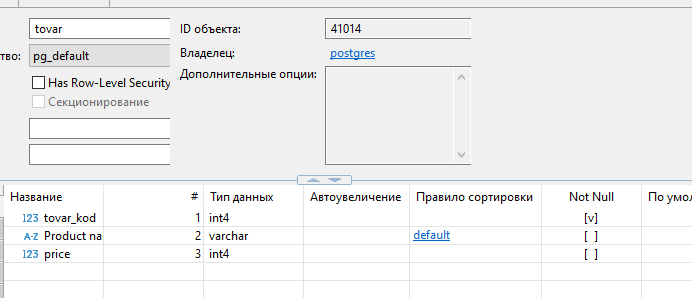 tovar
ID объекта:
41014
тво:
pg_default
Владелец:
postgres
Has Row-Level Security
Дополнительные опции:
Секционирование
Название # Тип данных Автоувеличение Правило сортировки Not Null По умол
123 tovar_kod 1 int4 [v]
A-Z Product na 2 varchar default [ ]
123 price 3 int4 [ ]